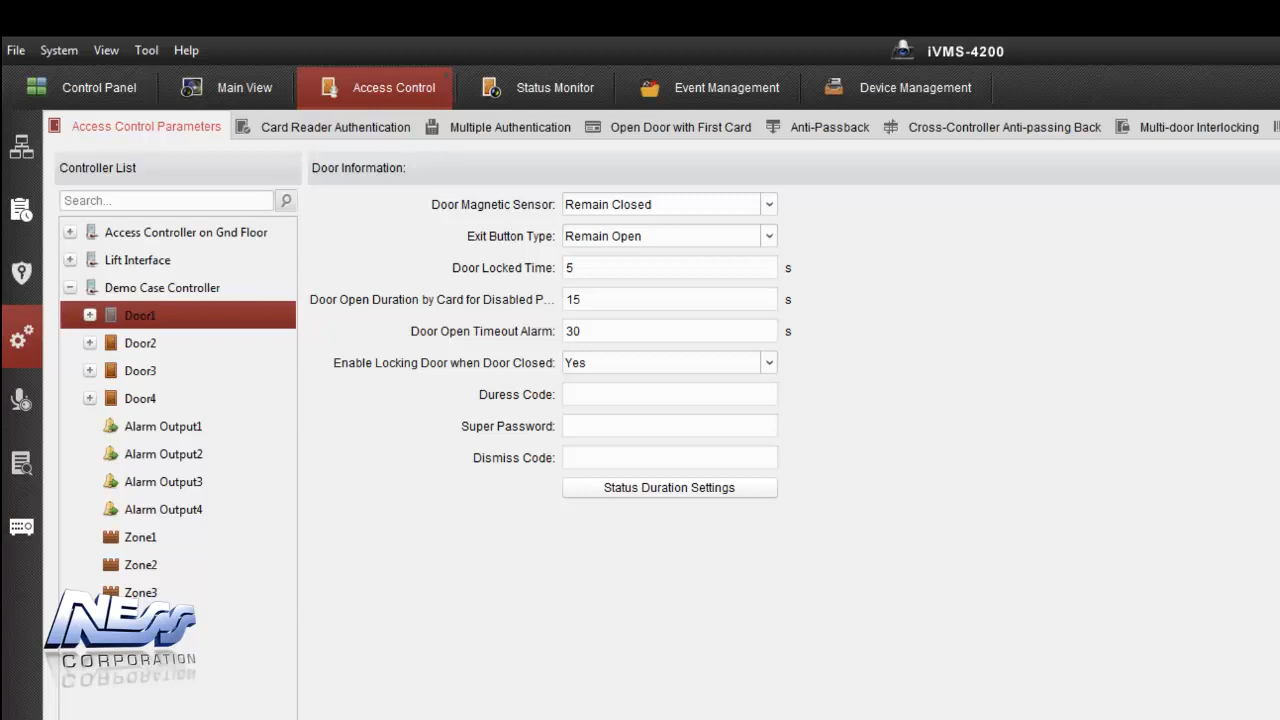 File System View Tool Help
iVMS-4200
Control Panel Main View Access Control Status Monitor Event Management Device Management
Access Control Parameters Card Reader Authentication Multiple Authentication Open Door with First Card Anti-Passback Cross-Controller Anti-passing Back Multi-door Interlocking
Controller List
Search...
Access Controller on Gnd Floor
Lift Interface
Demo Case Controller
Door1
Door2
Door3
Door4
Alarm Output1
Alarm Output2
Alarm Output3
Alarm Output4
Zone1
Zone2
Zone3
Door Information:
Door Magnetic Sensor: Remain Closed
Exit Button Type: Remain Open
Door Locked Time: 5 s
Door Open Duration by Card for Disabled P... 15 s
Door Open Timeout Alarm: 30 s
Enable Locking Door when Door Closed: Yes
Duress Code:
Super Password:
Dismiss Code:
Status Duration Settings
NESS
CORPORATION